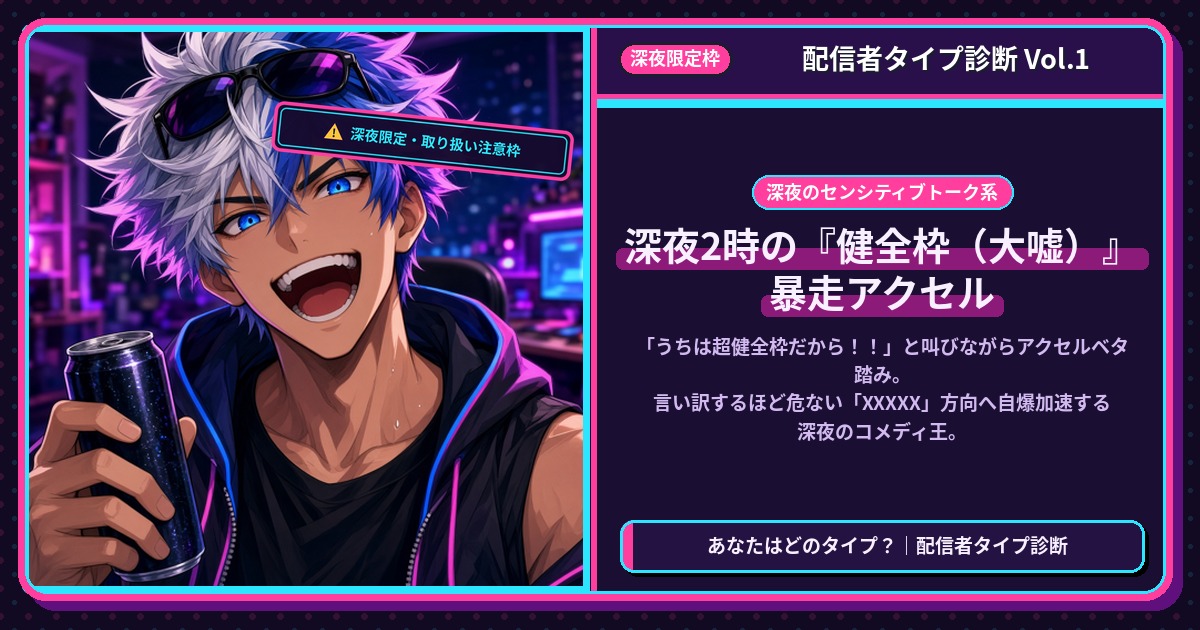 深夜限定枠
配信者タイプ診断 Vol.1
⚠ 深夜限定・取り扱い注意枠
深夜のセンシティブトーク系
深夜2時の『健全枠（大嘘）』
暴走アクセル
「うちは超健全枠だから！！」と叫びながらアクセルベタ
踏み。
言い訳するほど危ない「XXXXX」方向へ自爆加速する
深夜のコメディ王。
あなたはどのタイプ？｜配信者タイプ診断